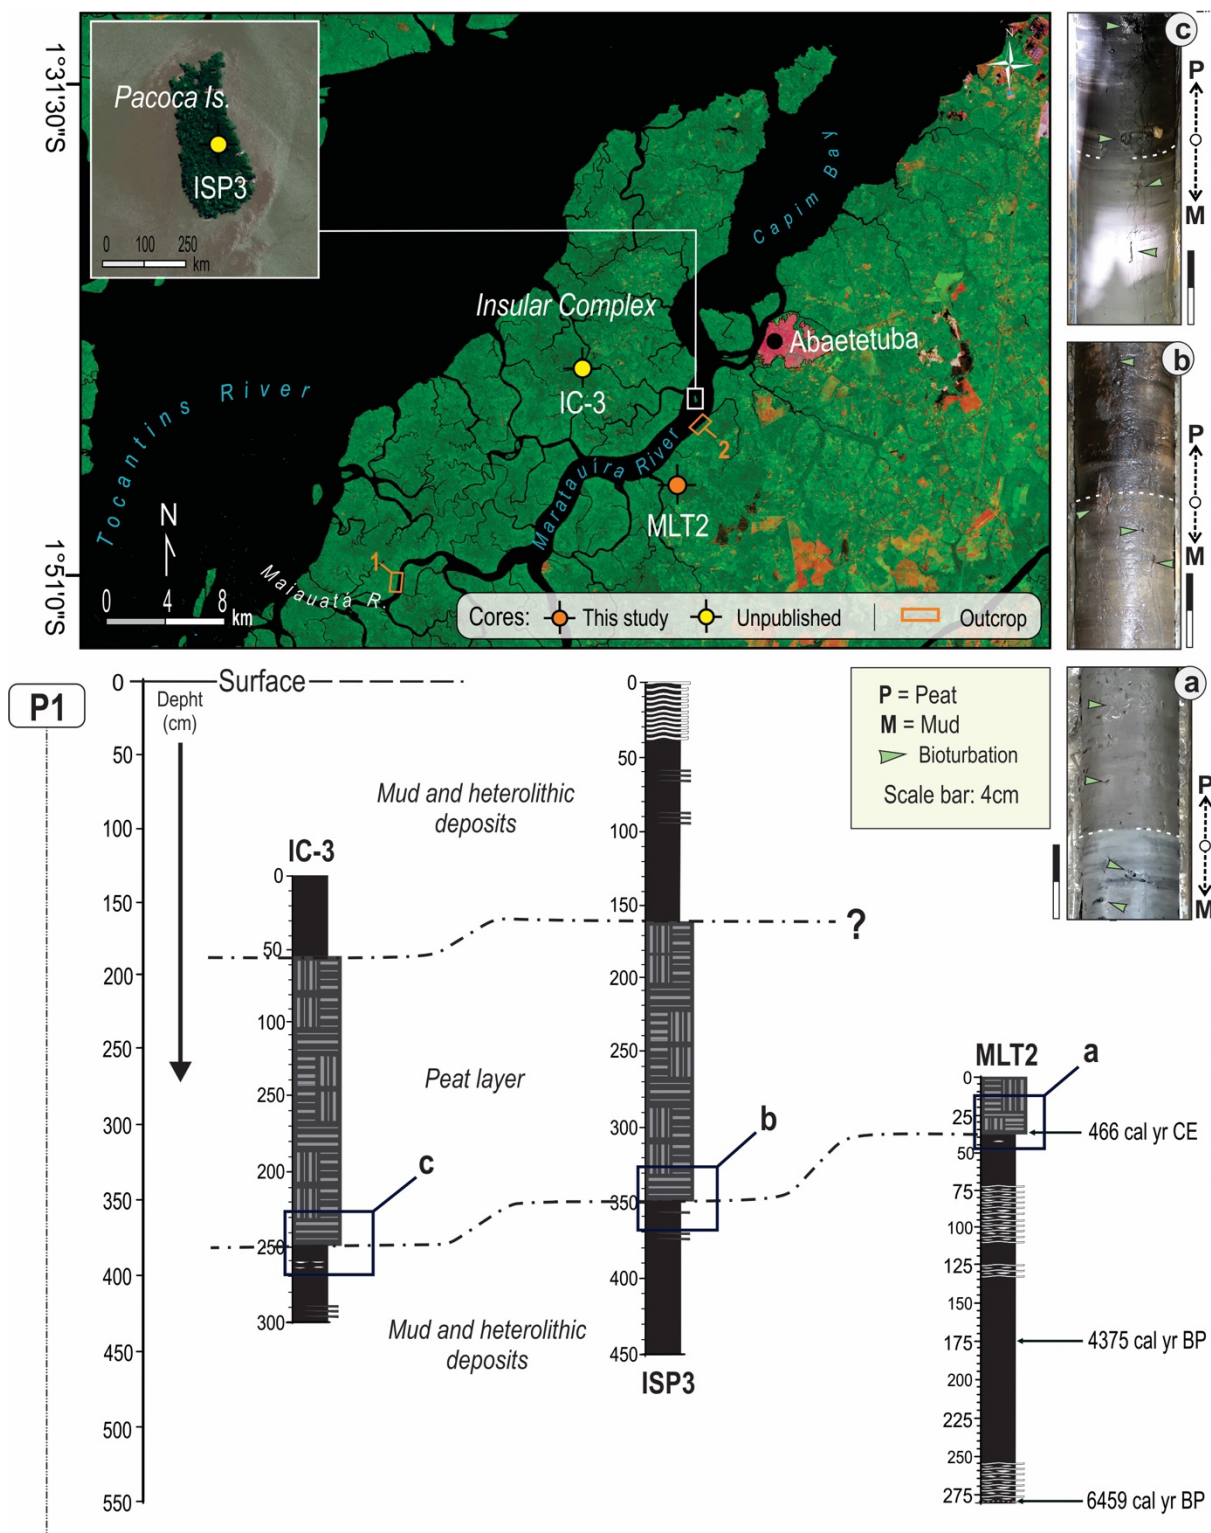 1°31'30"S
1°51'0"S
Pacoca Is.
ISP3
0 100 250
km
Capim Bay
Insular Complex
Abaetetuba
IC-3
Tocantins River
Maratauíra River
2
MLT2
N
N
1
Maiauatá R.
0 4 8 km
Cores: This study Unpublished Outcrop
c
P
M
b
P
M
a
P
M
P1
Depht
(cm)
Surface
0
50
100
150
200
250
300
350
400
450
500
550
P = Peat
M = Mud
Bioturbation
Scale bar: 4cm
Mud and heterolithic
deposits
Peat layer
Mud and heterolithic
deposits
IC-3
0
50
100
250
200
250
300
c
0
50
100
150
200
250
300
350
400
450
ISP3
b
?
MLT2
a
0
25
50
75
100
125
150
175
200
225
250
275
466 cal yr CE
4375 cal yr BP
6459 cal yr BP